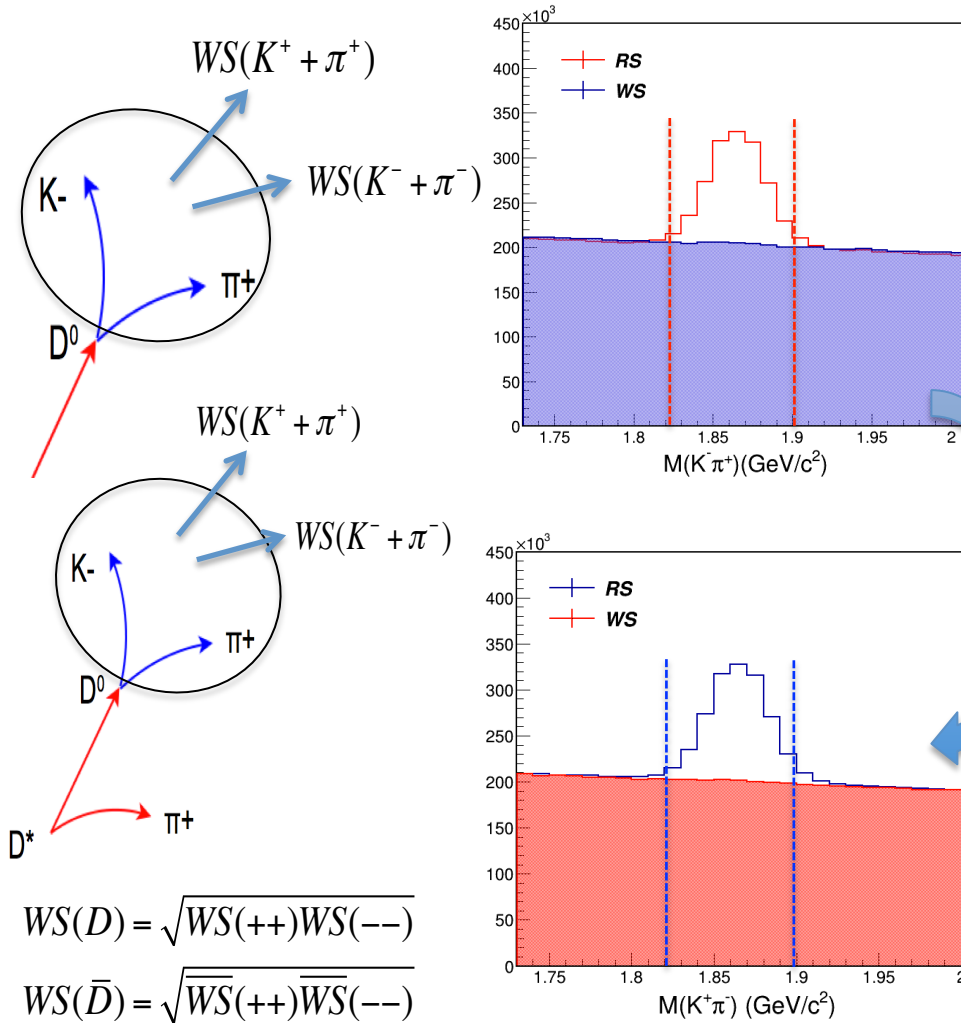 WS(K⁺ + π⁺)
WS(K⁻ + π⁻)
K-
π+
D⁰
WS(K⁺ + π⁺)
WS(K⁻ + π⁻)
K-
π+
D⁰
π+
D*
WS(D) = √WS(++)WS(--)
WS(D̅) = √W̅S̅(++)W̅S̅(--)
×10³
450
400
350
300
250
200
150
100
50
0
RS
WS
1.75 1.8 1.85 1.9 1.95 2
M(K⁻π⁺)(GeV/c²)
×10³
450
400
350
300
250
200
150
100
50
0
RS
WS
1.75 1.8 1.85 1.9 1.95 2
M(K⁺π⁻) (GeV/c²)